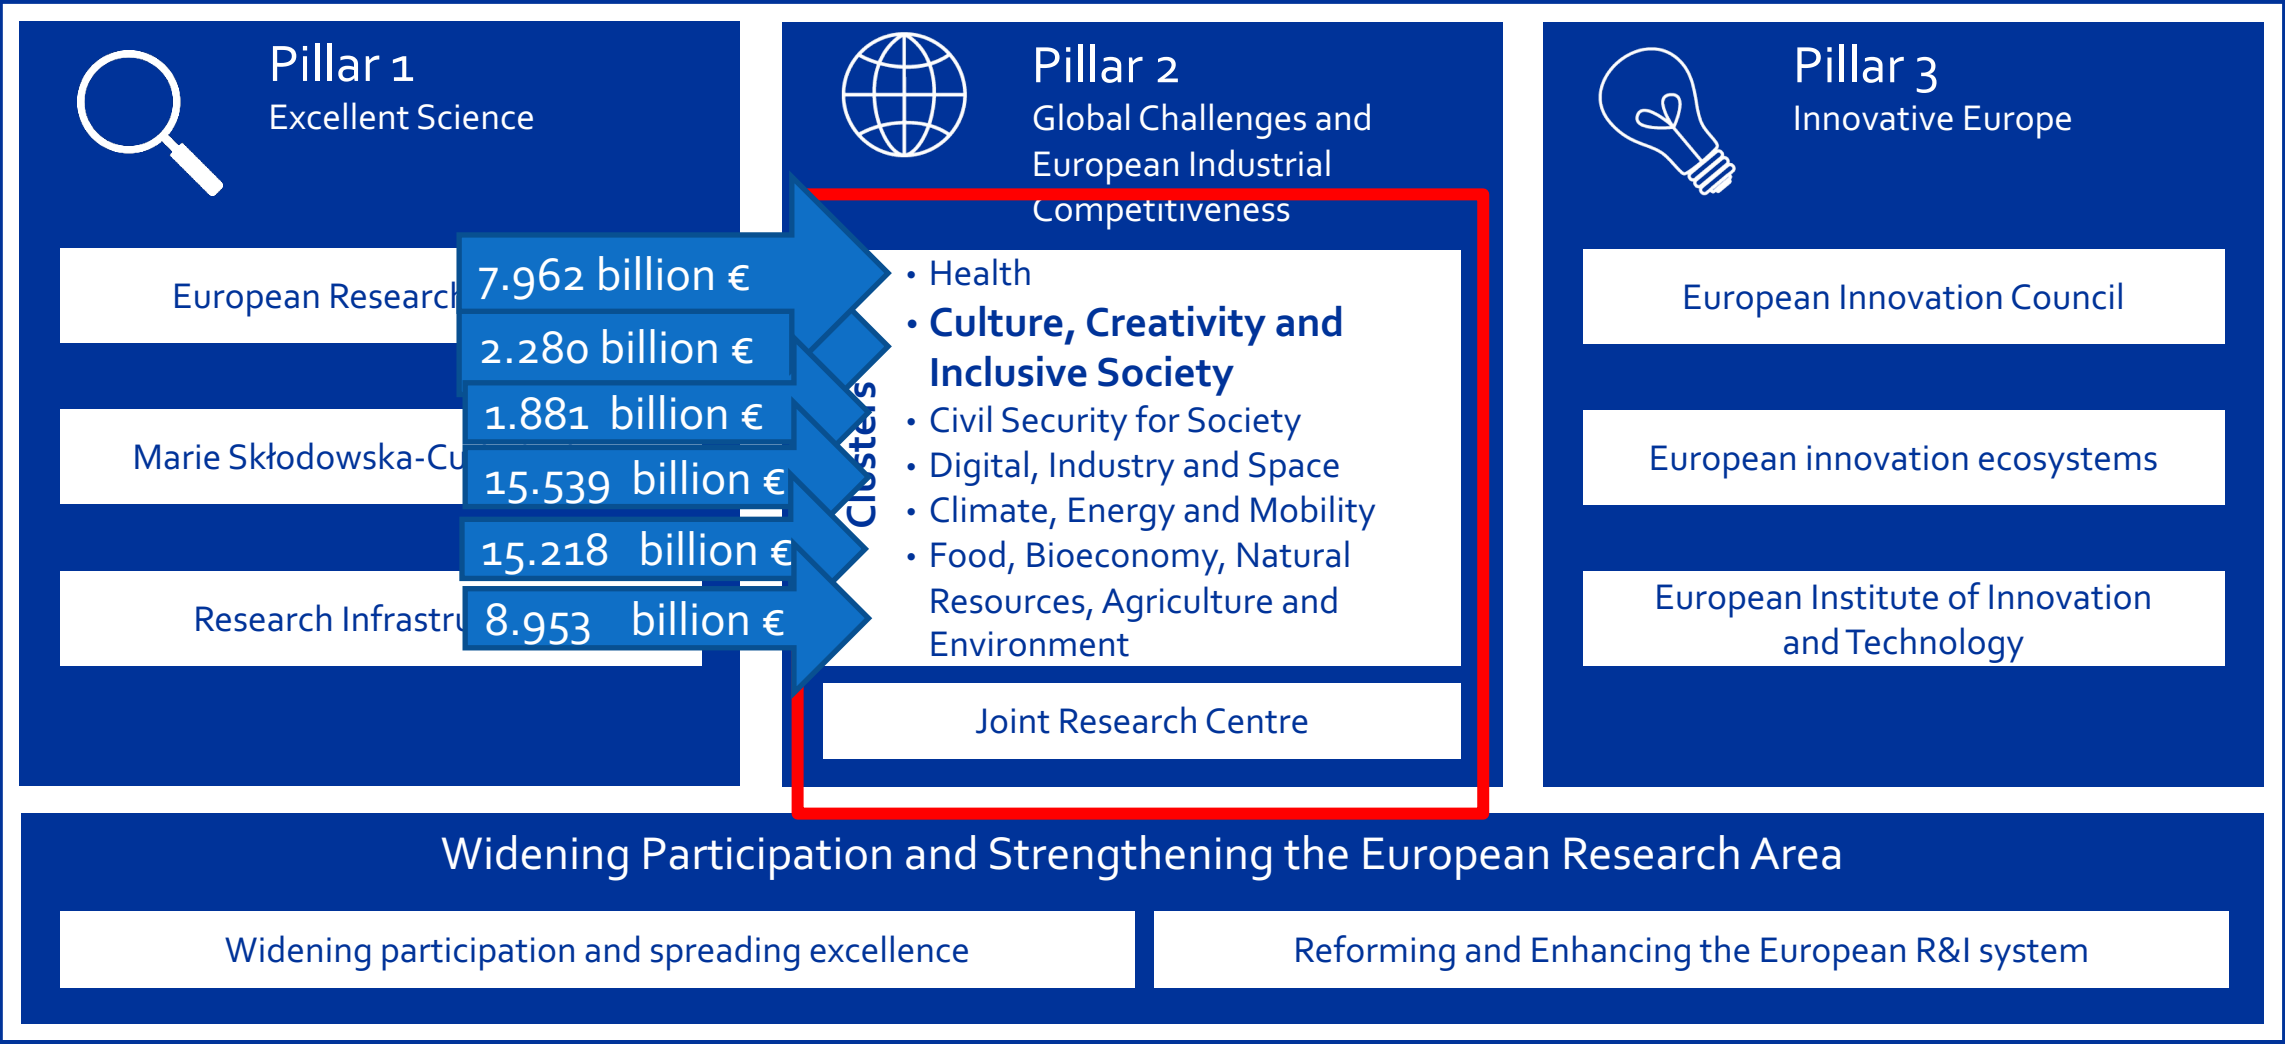 Pillar 1
Excellent Science
European Research
Marie Skłodowska-Cu
Research Infrastru
7.962 billion €
2.280 billion €
1.881 billion €
15.539 billion €
15.218 billion €
8.953 billion €
Pillar 2
Global Challenges and
European Industrial
Competitiveness
Clusters
• Health
• Culture, Creativity and
Inclusive Society
• Civil Security for Society
• Digital, Industry and Space
• Climate, Energy and Mobility
• Food, Bioeconomy, Natural
Resources, Agriculture and
Environment
Joint Research Centre
Pillar 3
Innovative Europe
European Innovation Council
European innovation ecosystems
European Institute of Innovation
and Technology
Widening Participation and Strengthening the European Research Area
Widening participation and spreading excellence
Reforming and Enhancing the European R&I system